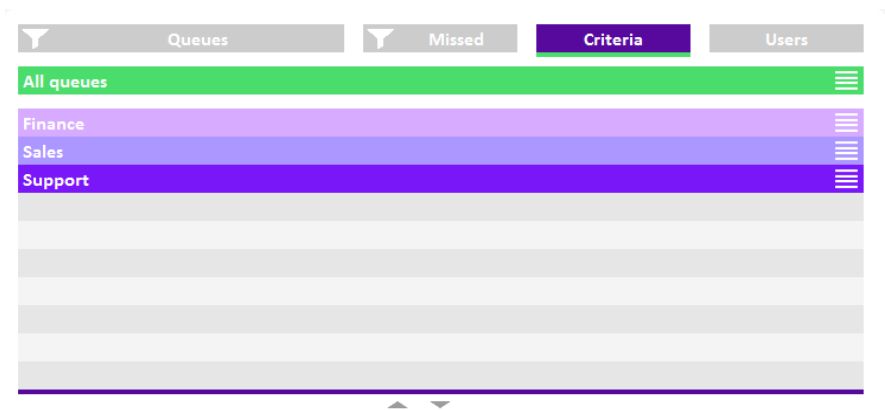 Queues Missed Criteria Users
All queues
Finance
Sales
Support